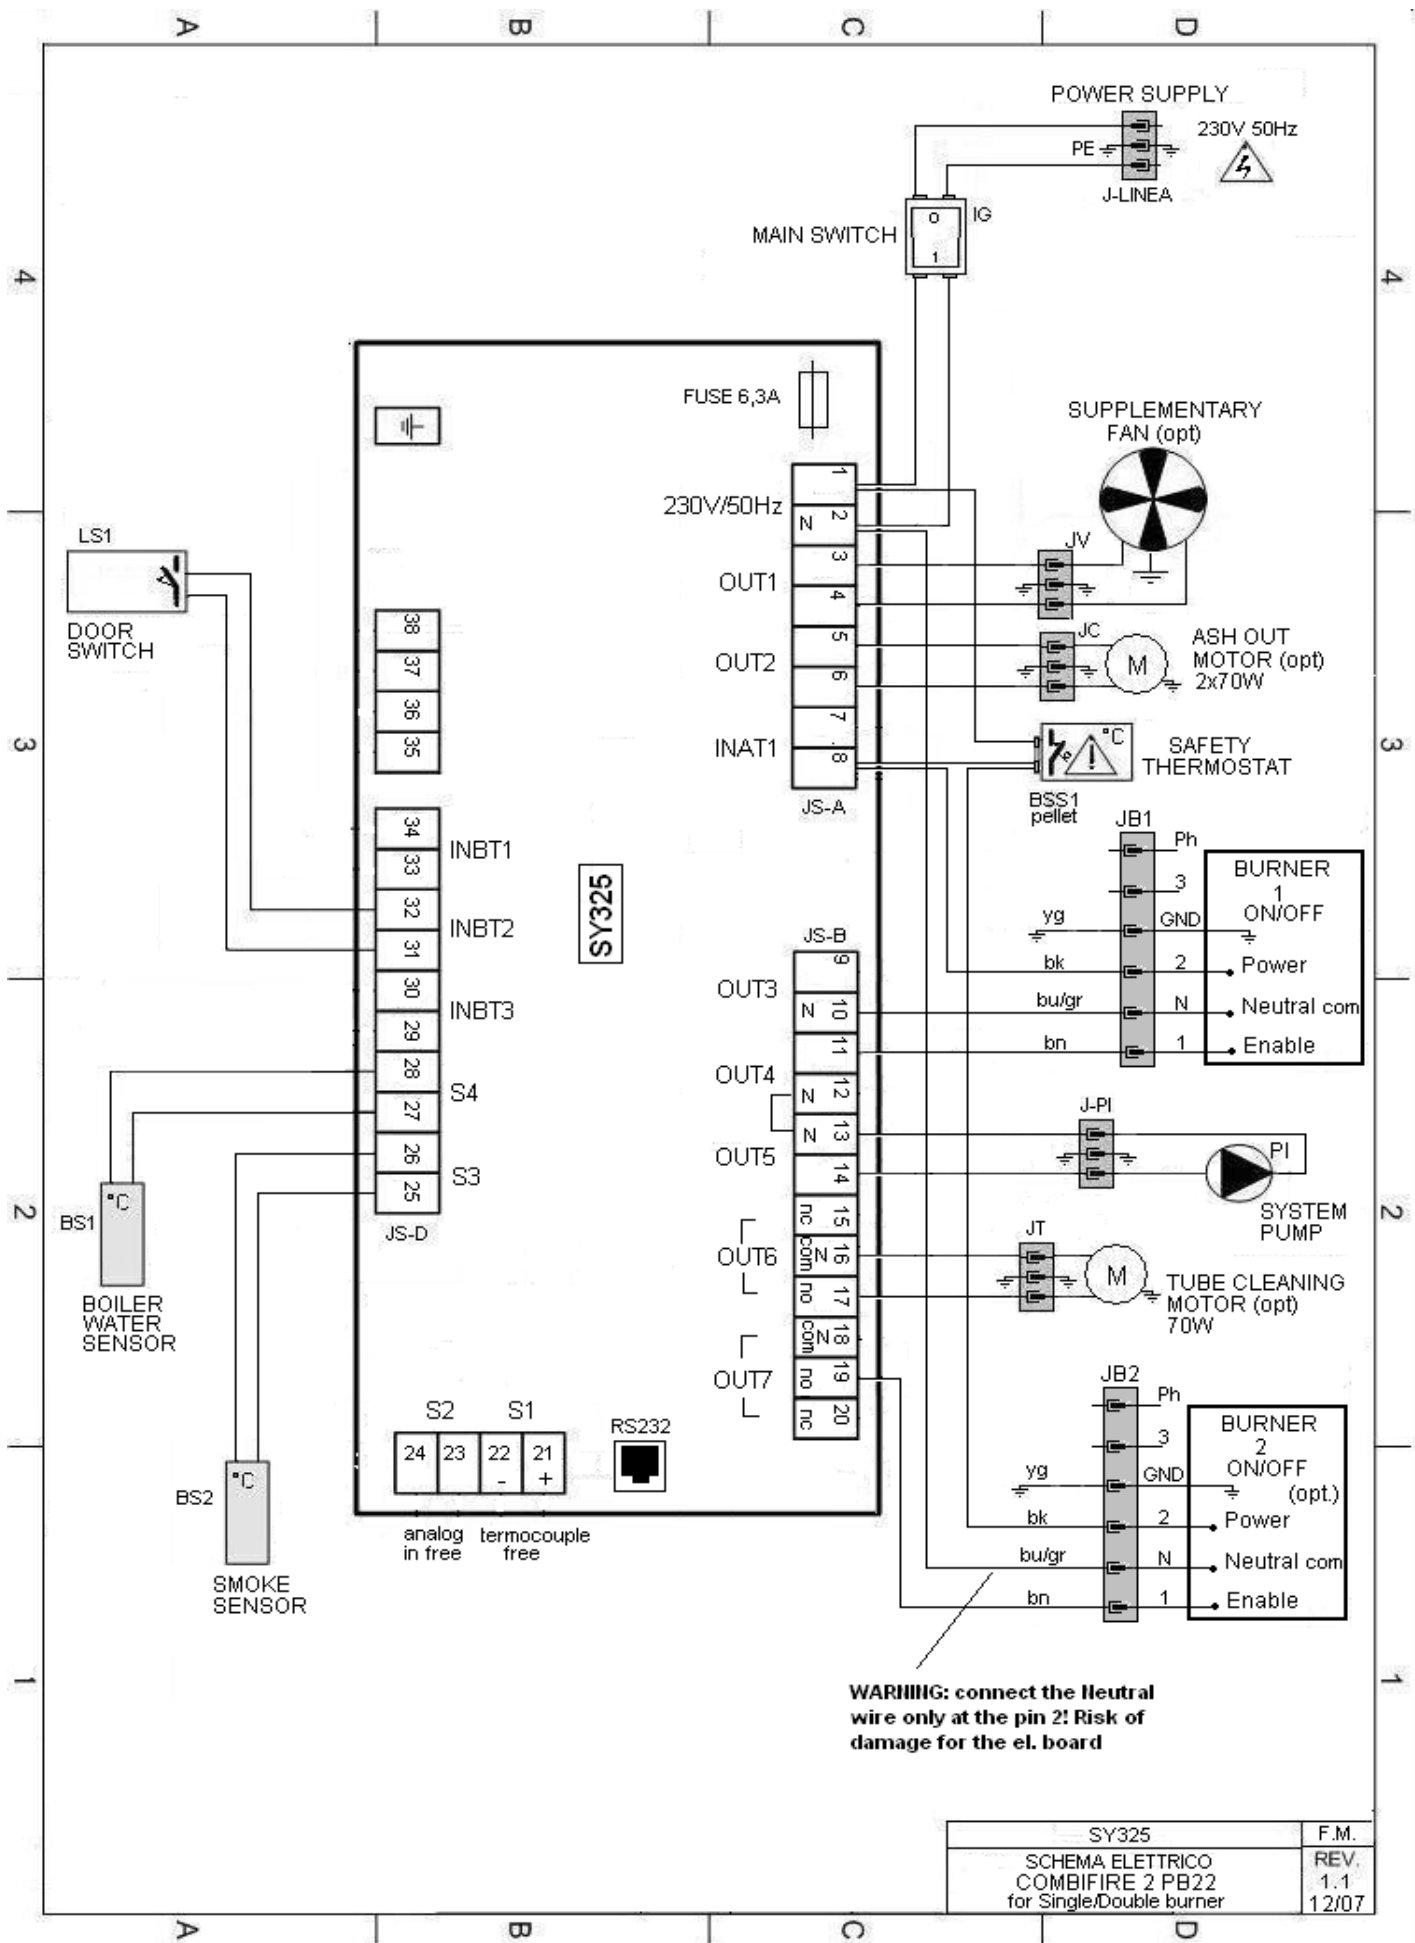 A
B
C
D
POWER SUPPLY
230V 50Hz
PE
J-LINEA
IG
0
MAIN SWITCH
1
4
4
FUSE 6,3A
SUPPLEMENTARY
FAN (opt)
1
230V/50Hz
N 2
LS1
JV
3
OUT1
4
DOOR
SWITCH
38
37
36
35
5
OUT2
6
JC
M
ASH OUT
MOTOR (opt)
2x70W
7
INAT1
8
JS-A
3
3
°C
SAFETY
THERMOSTAT
BSS1
pellet
34
INBT1
33
32
INBT2
31
30
INBT3
29
28
S4
27
26
S3
25
JS-D
SY325
JB1
Ph
3
yg
GND
bk
2
bu/gr
N
bn
1
BURNER
1
ON/OFF
Power
Neutral com
Enable
JS-B
9
OUT3
N 10
11
OUT4
N 12
N 13
OUT5
14
nc 15
OUT6
com N 16
no 17
com N 18
OUT7
no 19
nc 20
J-PI
PI
SYSTEM
PUMP
2
2
JT
M
TUBE CLEANING
MOTOR (opt)
70W
°C
BS1
BOILER
WATER
SENSOR
°C
BS2
SMOKE
SENSOR
S2
S1
24
23
22
21
-
+
RS232
analog
in free
termocouple
free
JB2
Ph
3
yg
GND
bk
2
bu/gr
N
bn
1
BURNER
2
ON/OFF
(opt.)
Power
Neutral com
Enable
1
1
WARNING: connect the Neutral
wire only at the pin 2! Risk of
damage for the el. board
SY325
F.M.
SCHEMA ELETTRICO
COMBIFIRE 2 PB22
for Single/Double burner
REV.
1.1
12/07
A
B
C
D